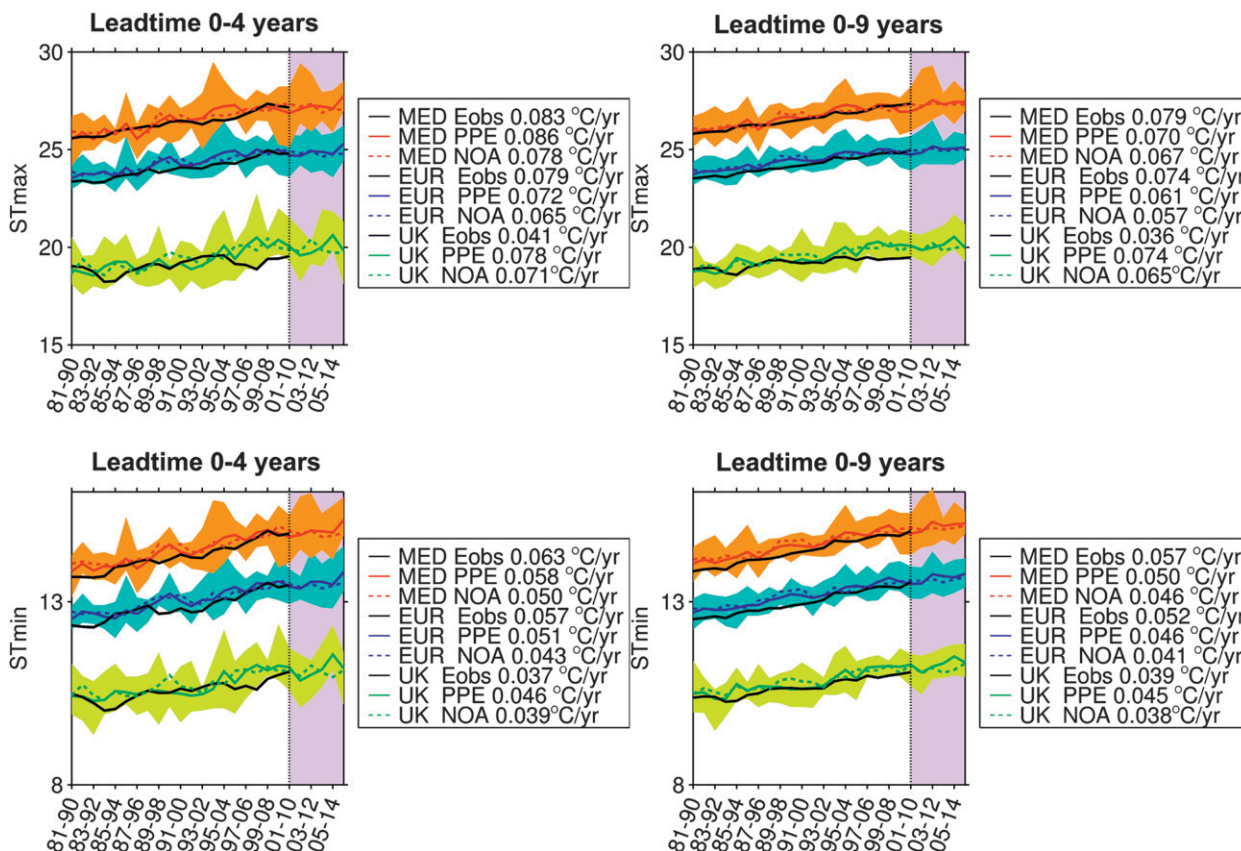 Leadtime 0-4 years
30
25
20
15
STmax
81-90
83-92
85-94
87-96
89-98
91-00
93-02
95-04
97-06
99-08
01-10
03-12
05-14
MED Eobs 0.083 °C/yr
MED PPE 0.086 °C/yr
MED NOA 0.078 °C/yr
EUR Eobs 0.079 °C/yr
EUR PPE 0.072 °C/yr
EUR NOA 0.065 °C/yr
UK Eobs 0.041 °C/yr
UK PPE 0.078 °C/yr
UK NOA 0.071°C/yr
Leadtime 0-9 years
30
25
20
15
STmax
81-90
83-92
85-94
87-96
89-98
91-00
93-02
95-04
97-06
99-08
01-10
03-12
05-14
MED Eobs 0.079 °C/yr
MED PPE 0.070 °C/yr
MED NOA 0.067 °C/yr
EUR Eobs 0.074 °C/yr
EUR PPE 0.061 °C/yr
EUR NOA 0.057 °C/yr
UK Eobs 0.036 °C/yr
UK PPE 0.074 °C/yr
UK NOA 0.065°C/yr
Leadtime 0-4 years
13
8
STmin
81-90
83-92
85-94
87-96
89-98
91-00
93-02
95-04
97-06
99-08
01-10
03-12
05-14
MED Eobs 0.063 °C/yr
MED PPE 0.058 °C/yr
MED NOA 0.050 °C/yr
EUR Eobs 0.057 °C/yr
EUR PPE 0.051 °C/yr
EUR NOA 0.043 °C/yr
UK Eobs 0.037 °C/yr
UK PPE 0.046 °C/yr
UK NOA 0.039°C/yr
Leadtime 0-9 years
13
8
STmin
81-90
83-92
85-94
87-96
89-98
91-00
93-02
95-04
97-06
99-08
01-10
03-12
05-14
MED Eobs 0.057 °C/yr
MED PPE 0.050 °C/yr
MED NOA 0.046 °C/yr
EUR Eobs 0.052 °C/yr
EUR PPE 0.046 °C/yr
EUR NOA 0.041 °C/yr
UK Eobs 0.039 °C/yr
UK PPE 0.045 °C/yr
UK NOA 0.038°C/yr